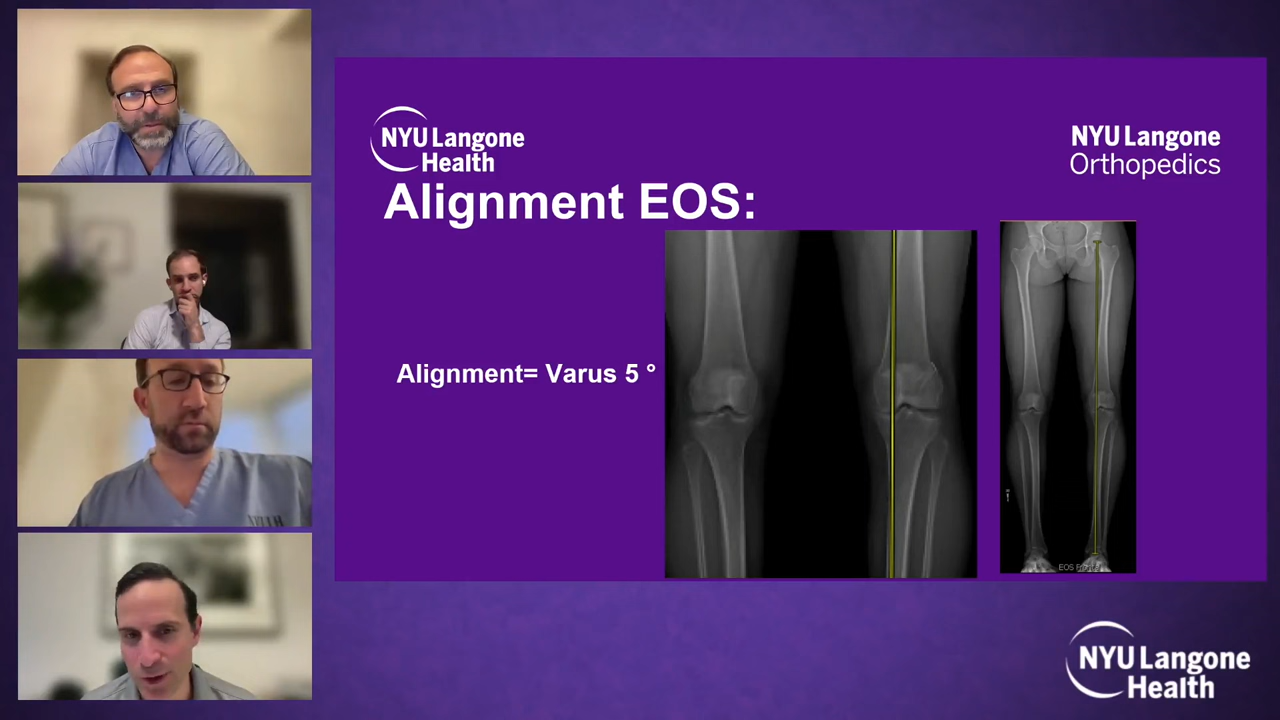 NYU Langone
Health
NYU Langone
Orthopedics
Alignment EOS:
Alignment= Varus 5 °
NYU Langone
Health